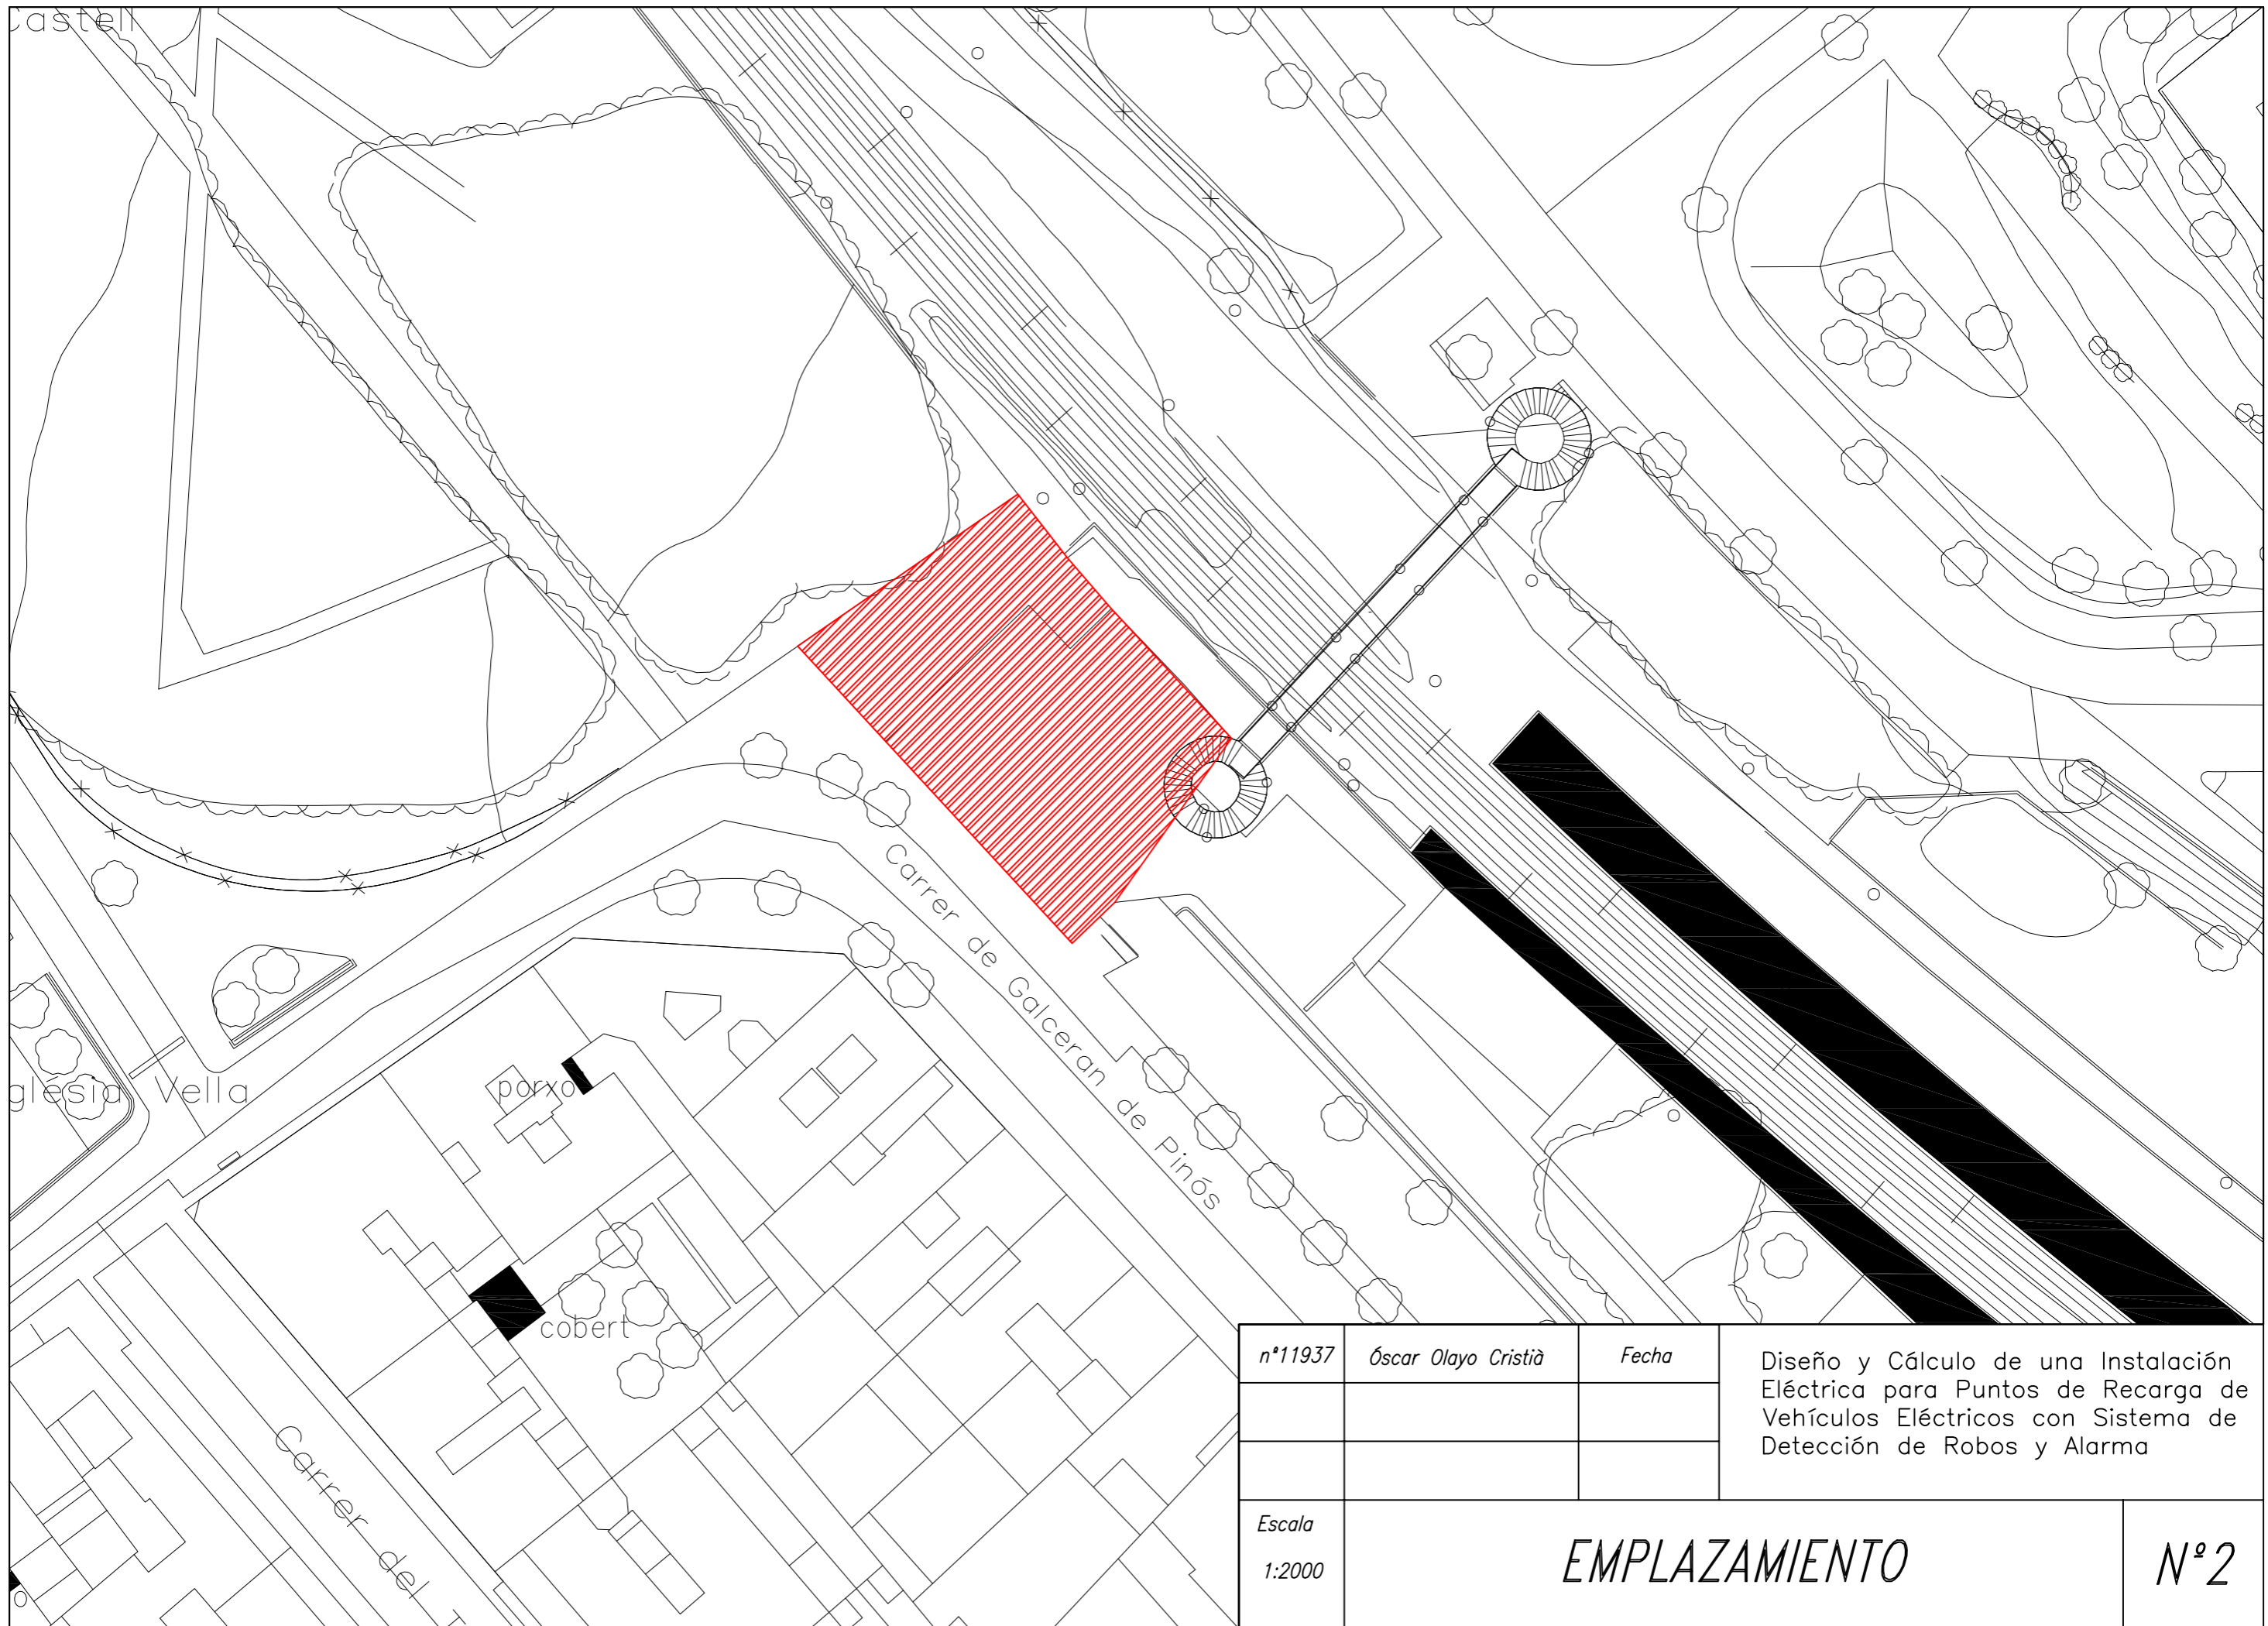 Castell
Carrer de Galceran de Pinós
glésia Vella
porxo
cobert
Carrer del
nº11937 Óscar Olayo Cristià Fecha
Diseño y Cálculo de una Instalación
Eléctrica para Puntos de Recarga de
Vehículos Eléctricos con Sistema de
Detección de Robos y Alarma
Escala
1:2000
EMPLAZAMIENTO
Nº2